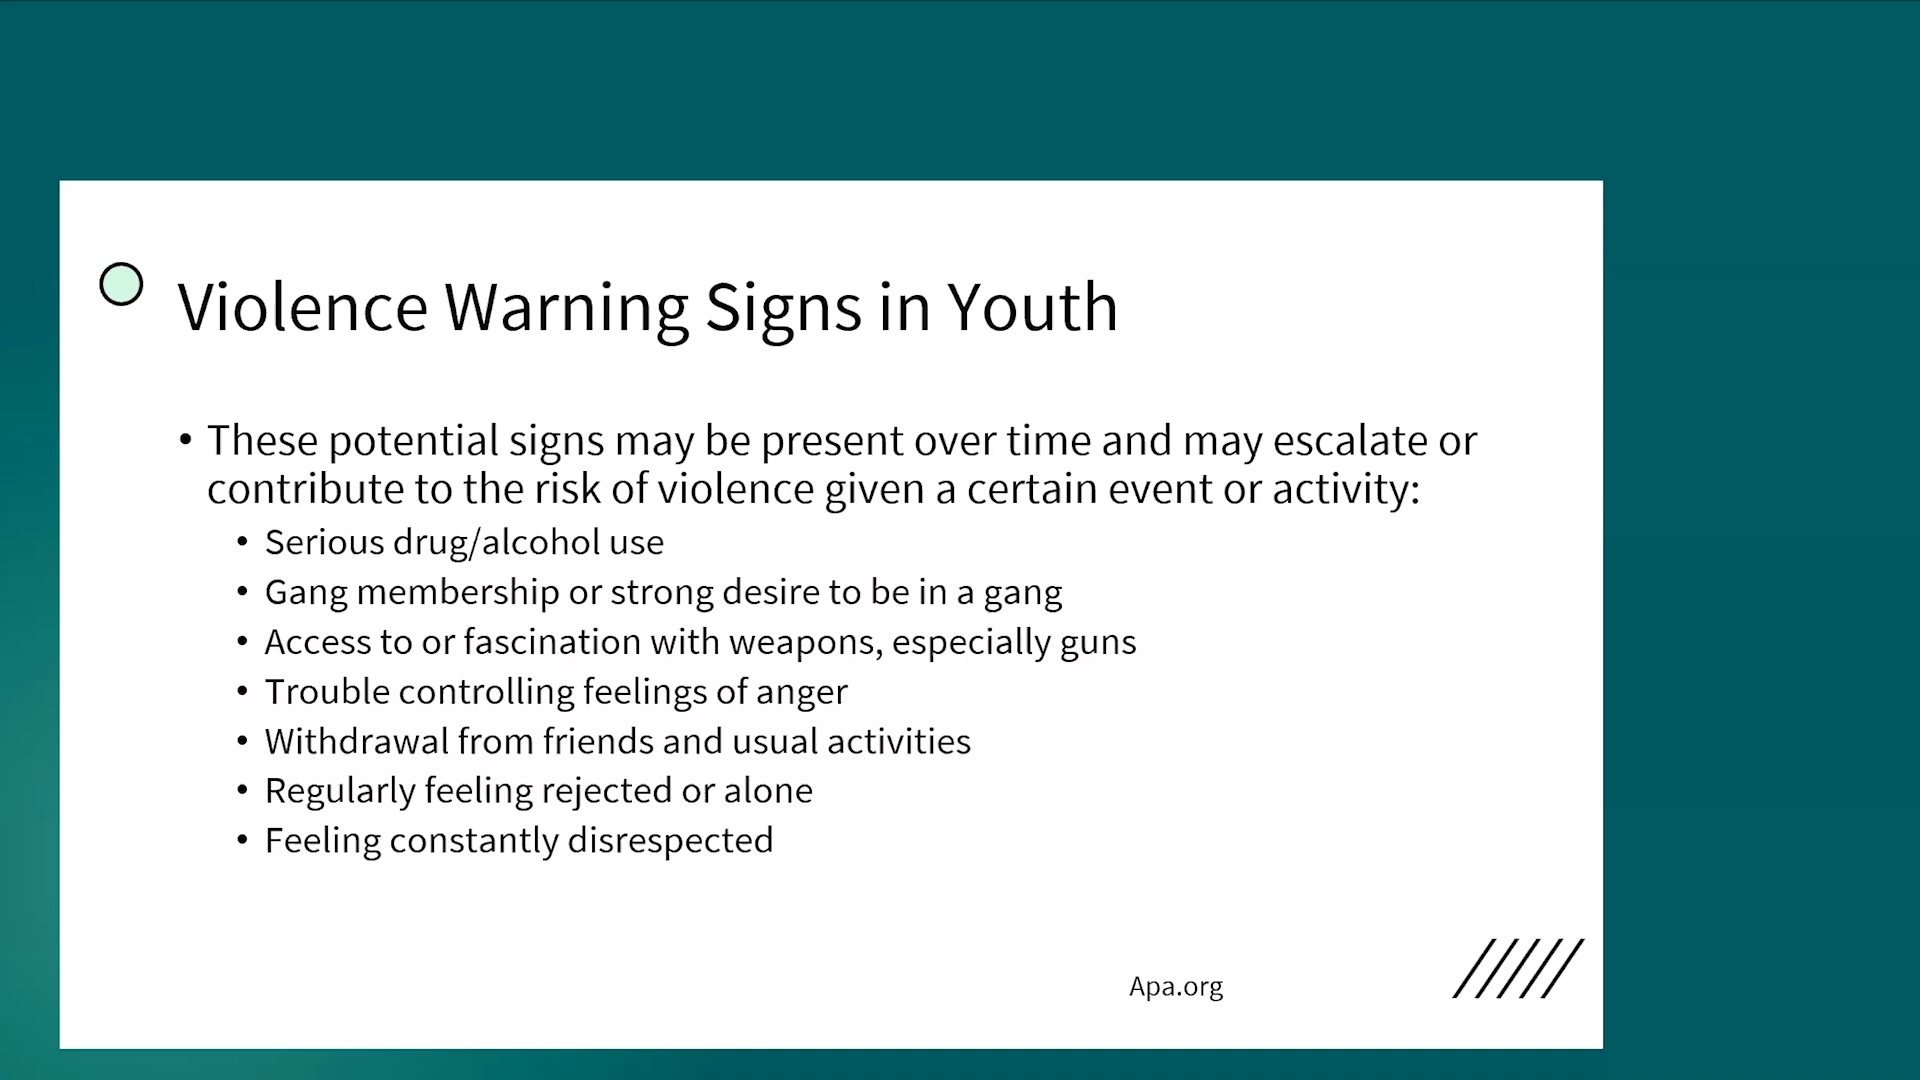 Violence Warning Signs in Youth
• These potential signs may be present over time and may escalate or
contribute to the risk of violence given a certain event or activity:
• Serious drug/alcohol use
• Gang membership or strong desire to be in a gang
• Access to or fascination with weapons, especially guns
• Trouble controlling feelings of anger
• Withdrawal from friends and usual activities
• Regularly feeling rejected or alone
• Feeling constantly disrespected
Apa.org